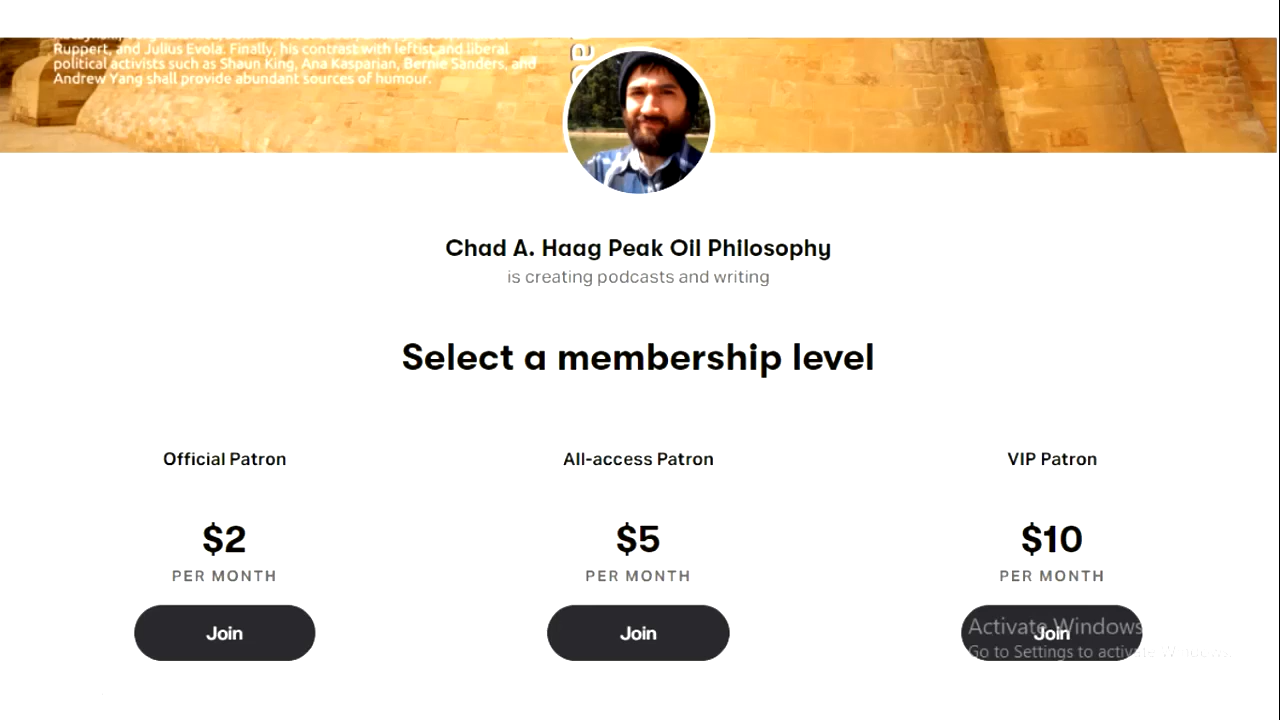 Ruppert, and Julius Evola. Finally, his contrast with leftist and liberal
political activists such as Shaun King, Ana Kasparian, Bernie Sanders, and
Andrew Yang shall provide abundant sources of humour.
Chad A. Haag Peak Oil Philosophy
is creating podcasts and writing
Select a membership level
Official Patron
All-access Patron
VIP Patron
$2
$5
$10
PER MONTH
PER MONTH
PER MONTH
Join
Join
Join
Activate Windows
Go to Settings to activate Windows.